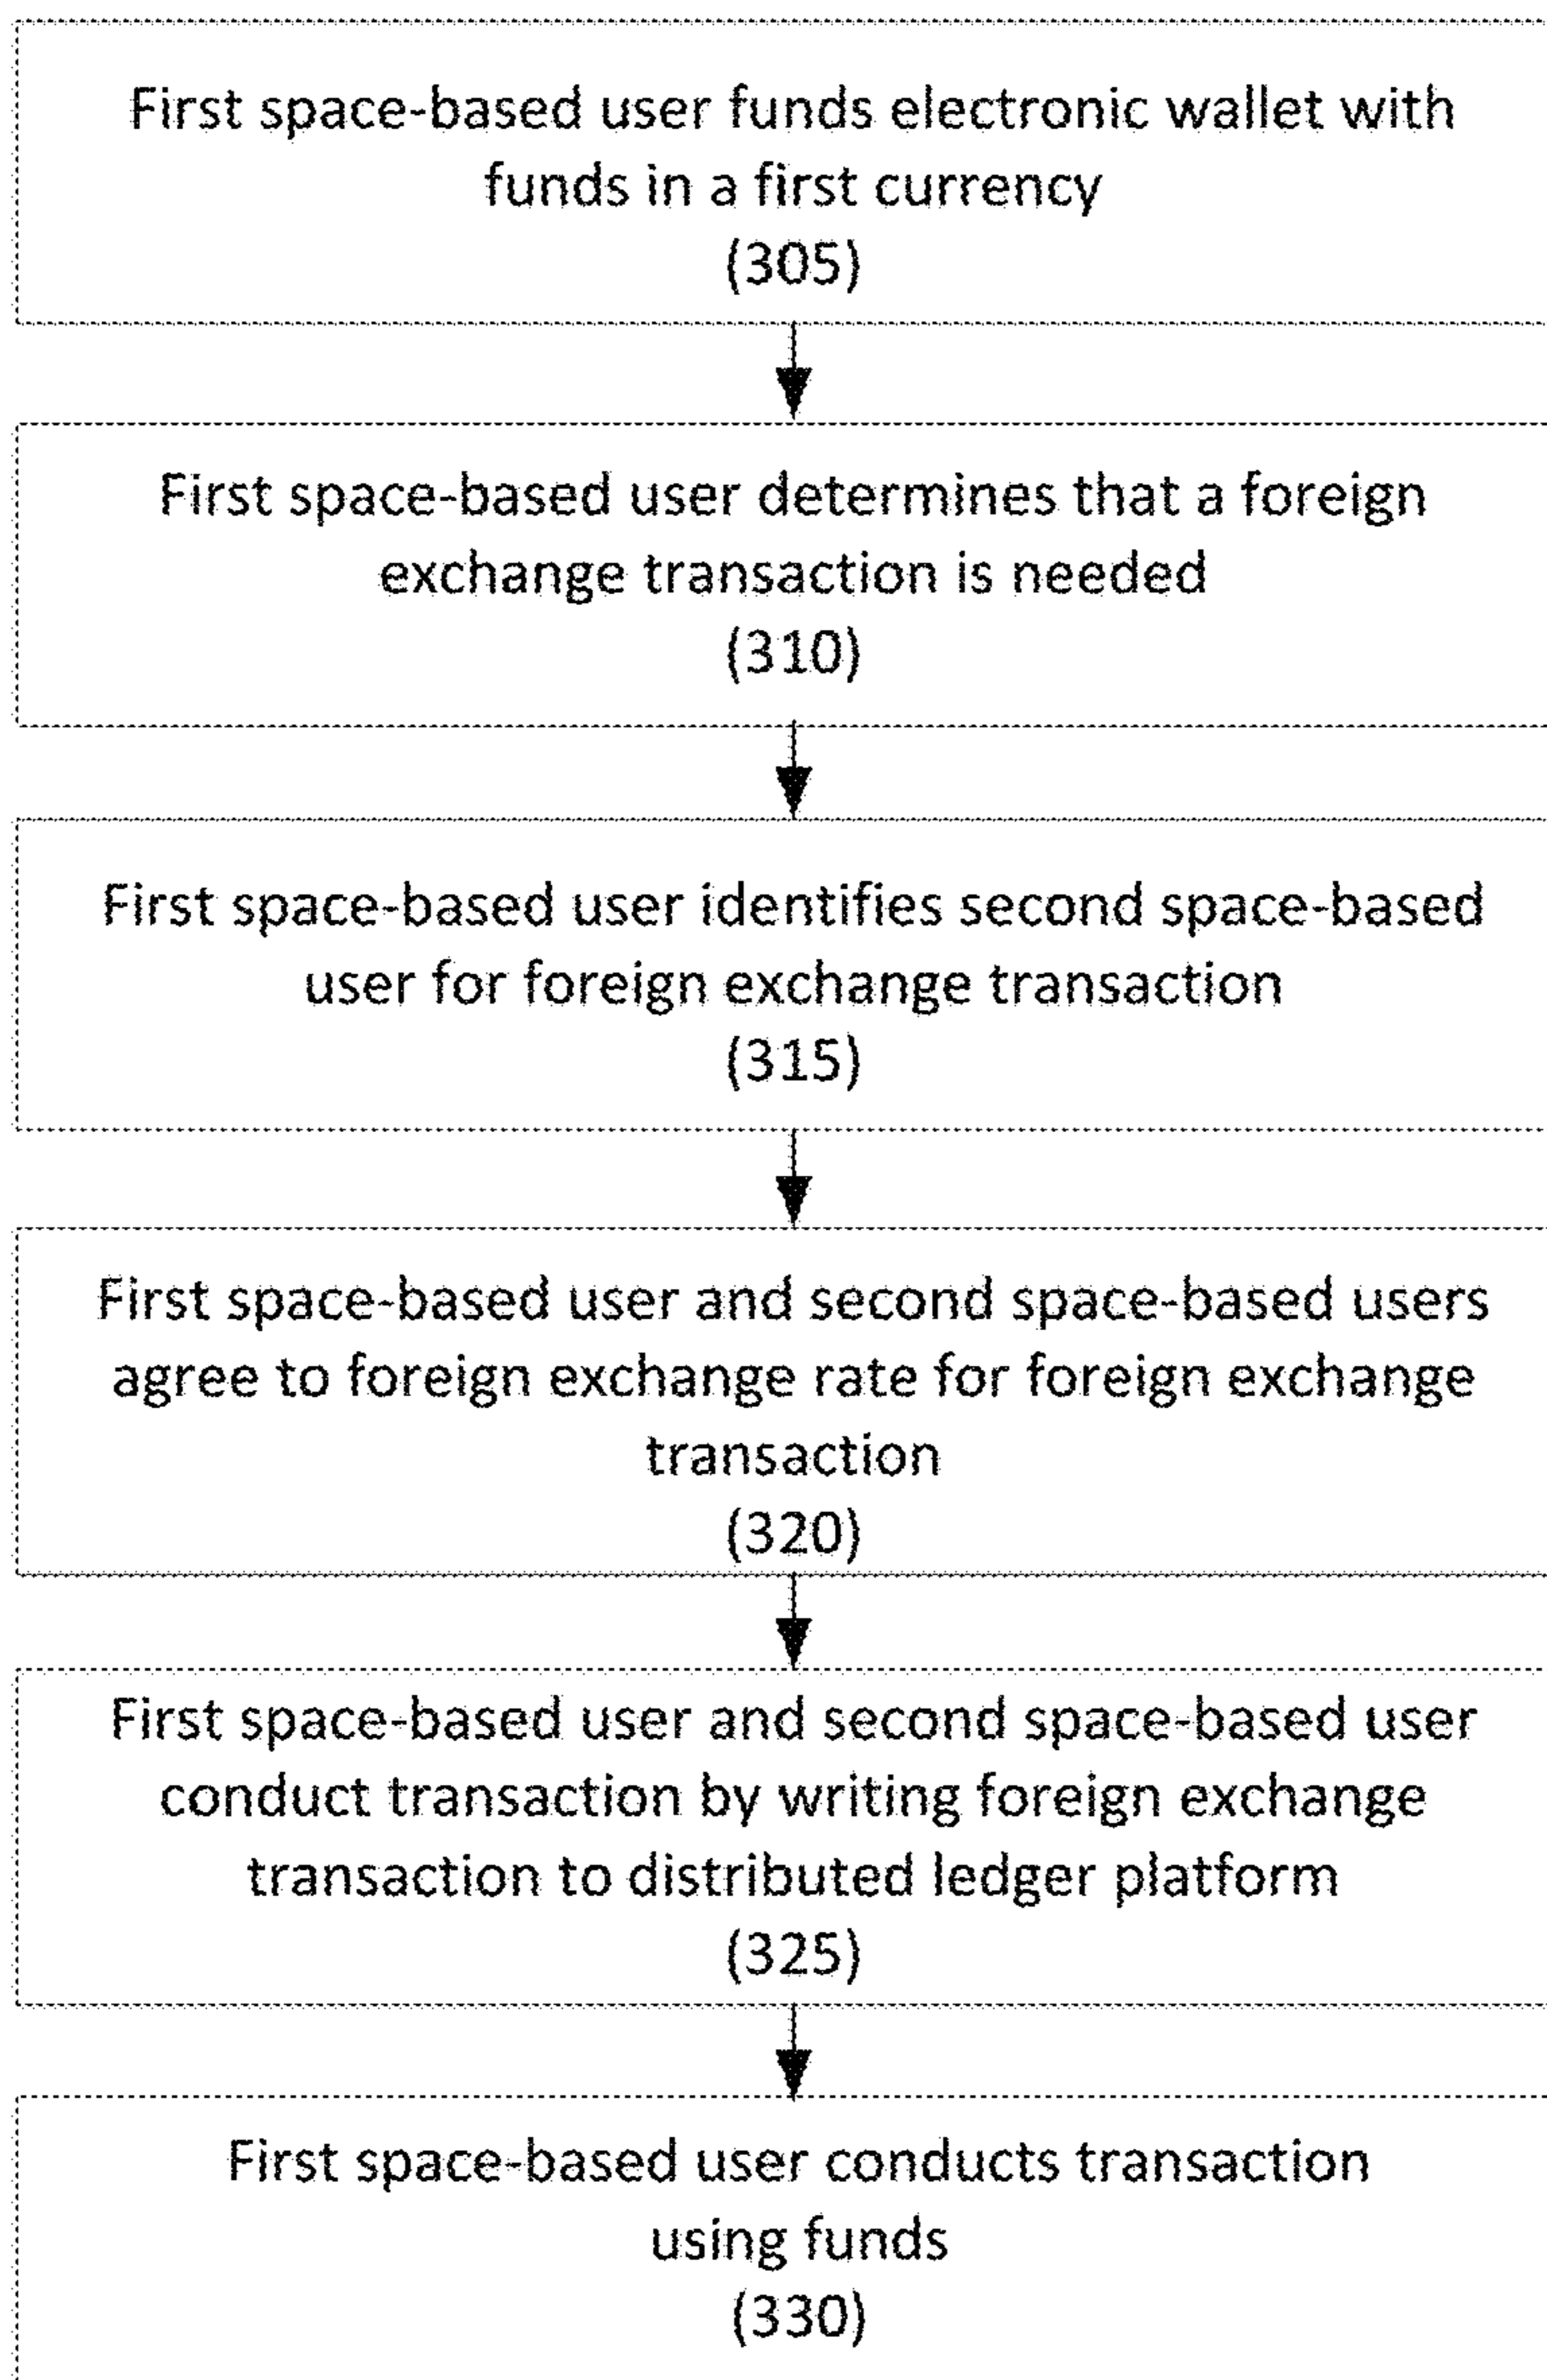 First space-based user funds electronic wallet with
funds in a first currency
(305)
First space-based user determines that a foreign
exchange transaction is needed
(310)
First space-based user identifies second space-based
user for foreign exchange transaction
(315)
First space-based user and second space-based users
agree to foreign exchange rate for foreign exchange
transaction
(320)
First space-based user and second space-based user
conduct transaction by writing foreign exchange
transaction to distributed ledger platform
(325)
First space-based user conducts transaction
using funds
(330)